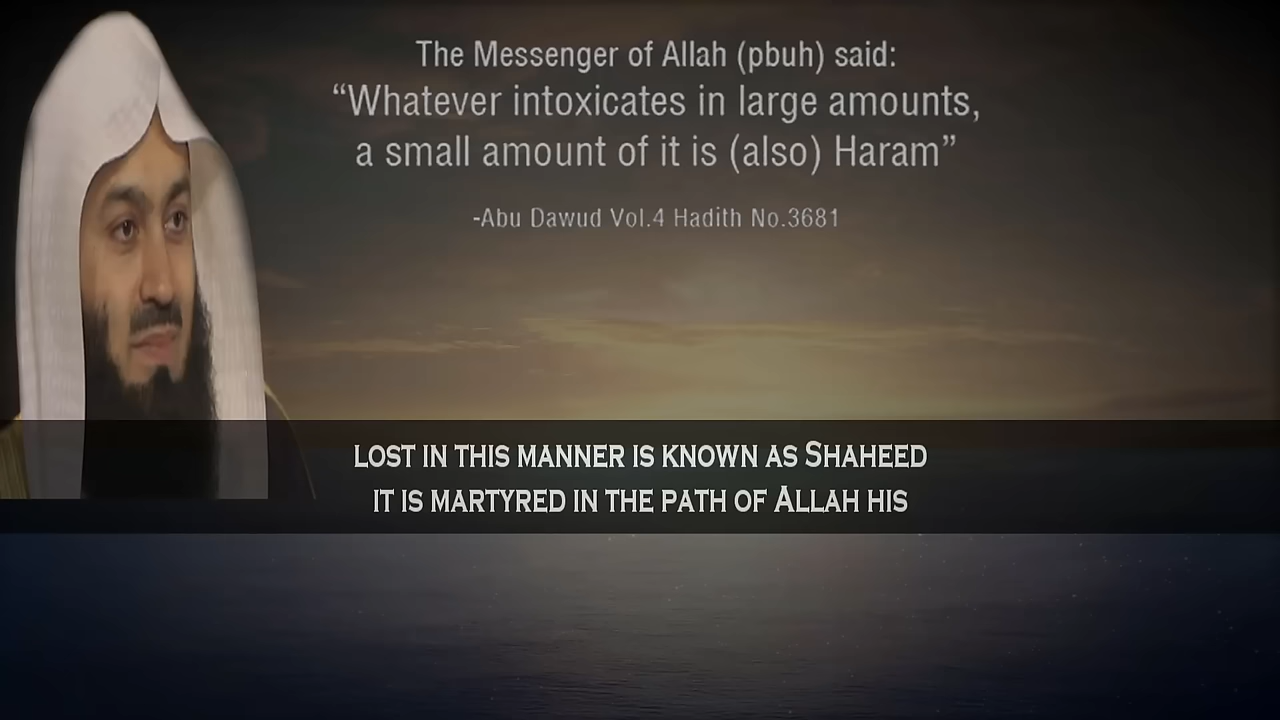 The Messenger of Allah (pbuh) said:
“Whatever intoxicates in large amounts,
a small amount of it is (also) Haram”
-Abu Dawud Vol.4 Hadith No.3681
LOST IN THIS MANNER IS KNOWN AS SHAHEED
IT IS MARTYRED IN THE PATH OF ALLAH HIS